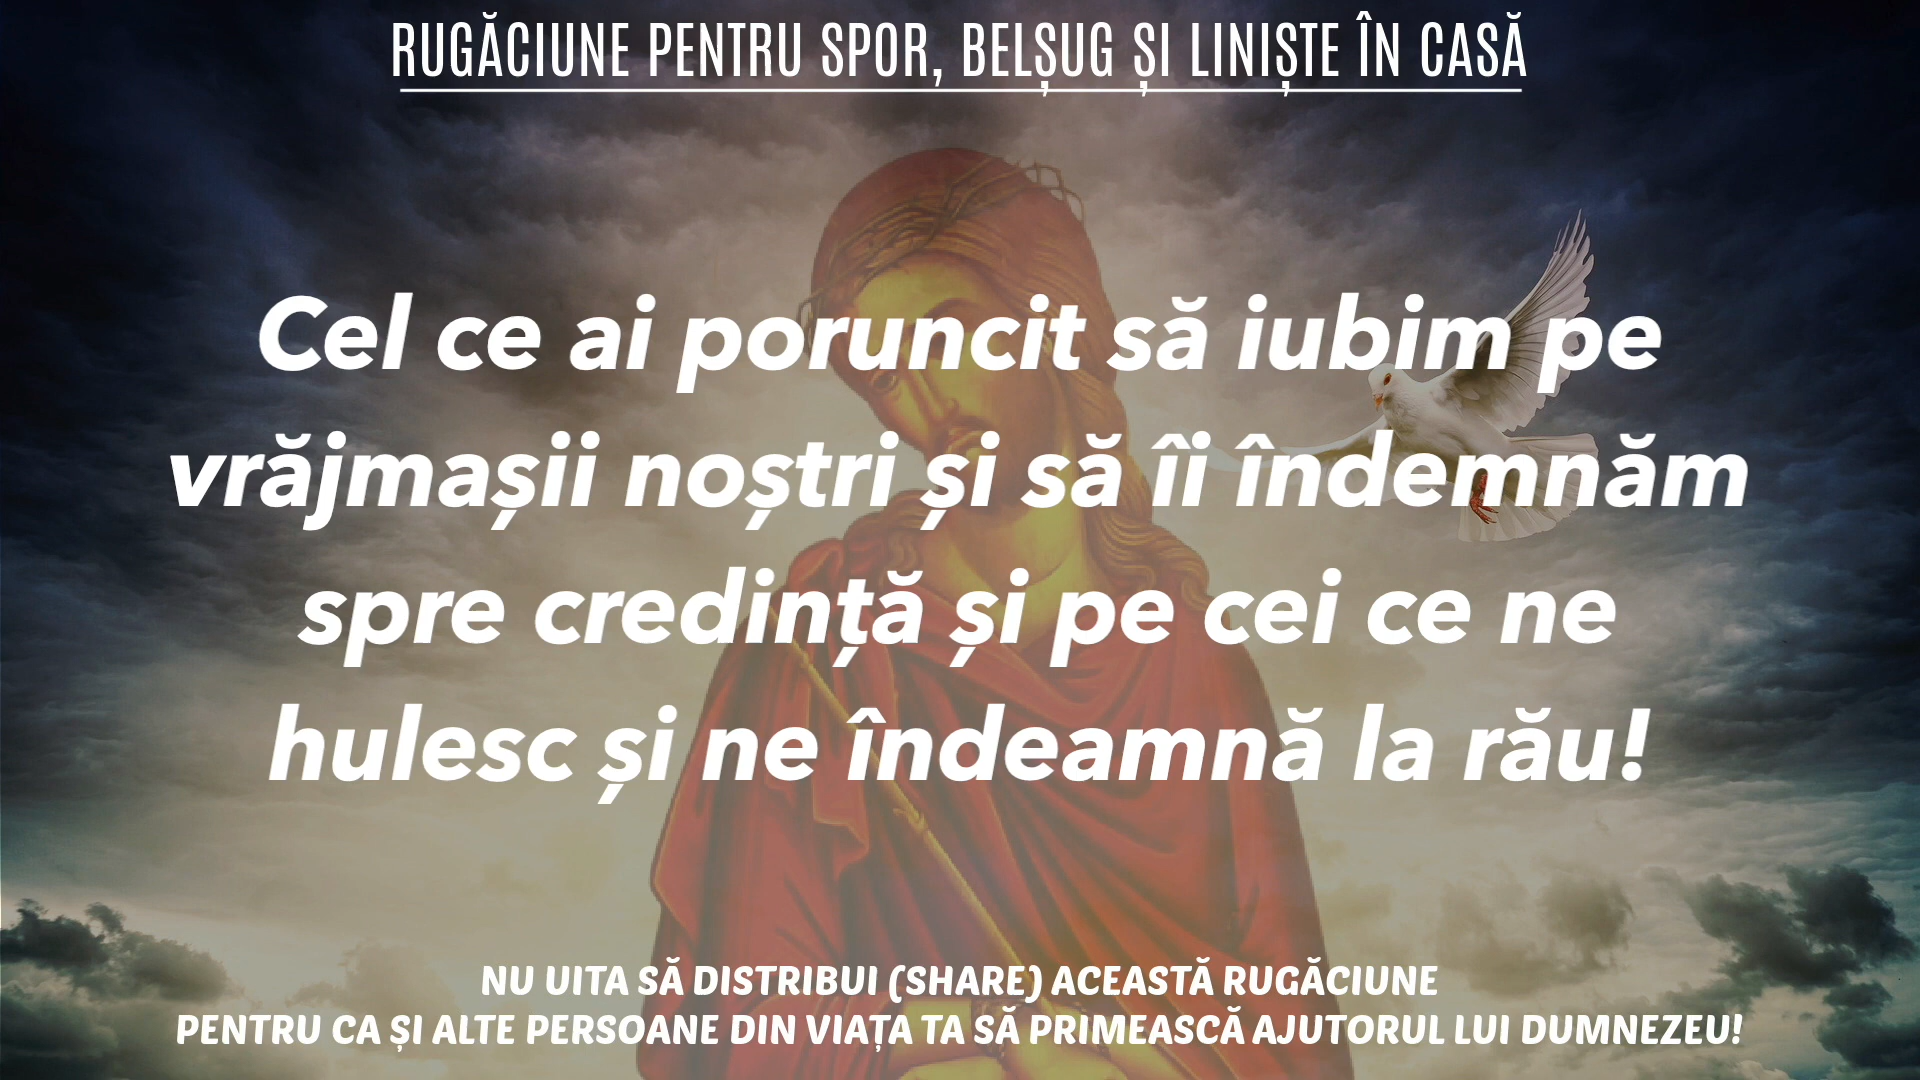 RUGĂCIUNE PENTRU SPOR, BELȘUG ȘI LINIȘTE ÎN CASĂ
Cel ce ai poruncit să iubim pe
vrăjmașii noștri și să îi îndemnăm
spre credință și pe cei ce ne
hulesc și ne îndeamnă la rău!
NU UITA SĂ DISTRIBUI (SHARE) ACEASTĂ RUGĂCIUNE
PENTRU CA ȘI ALTE PERSOANE DIN VIAȚA TA SĂ PRIMEASCĂ AJUTORUL LUI DUMNEZEU!